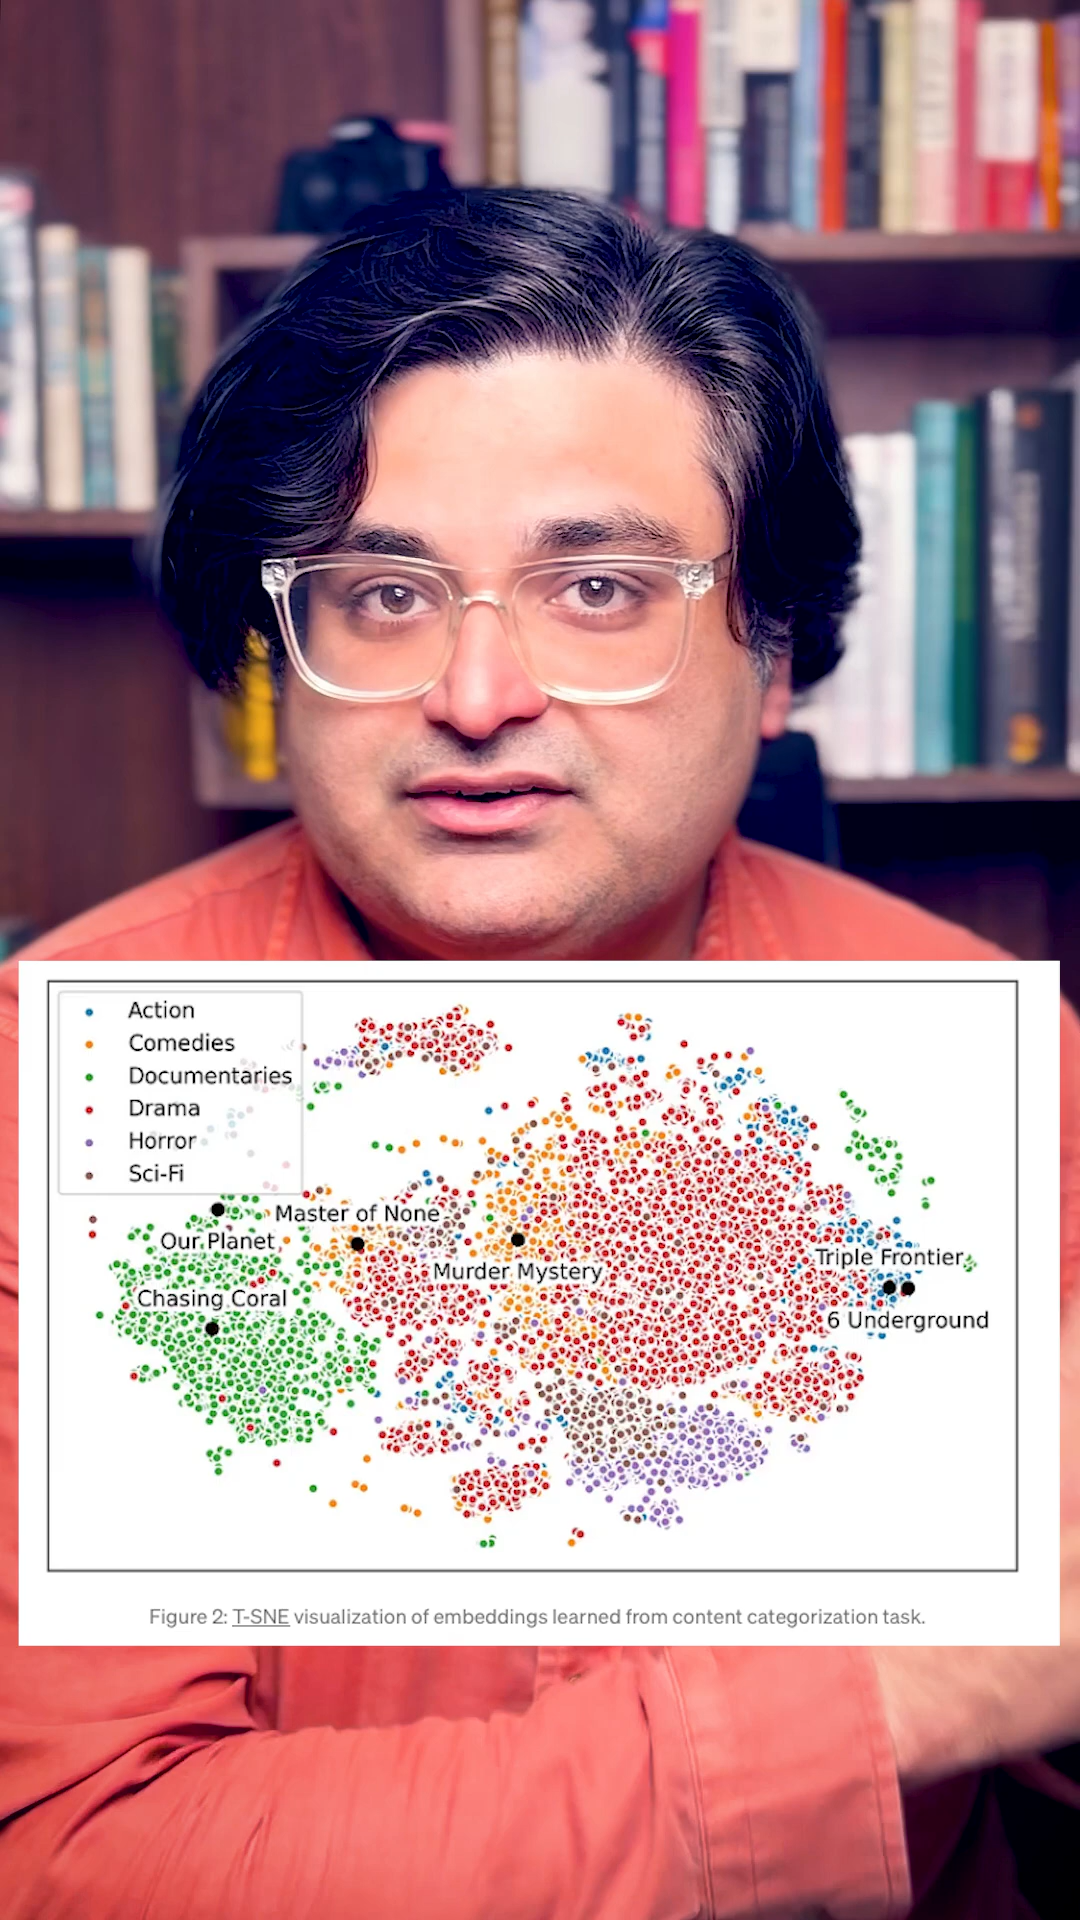 Action
Comedies
Documentaries
Drama
Horror
Sci-Fi
Master of None
Our Planet
Murder Mystery
Triple Frontier
Chasing Coral
6 Underground
Figure 2: T-SNE visualization of embeddings learned from content categorization task.